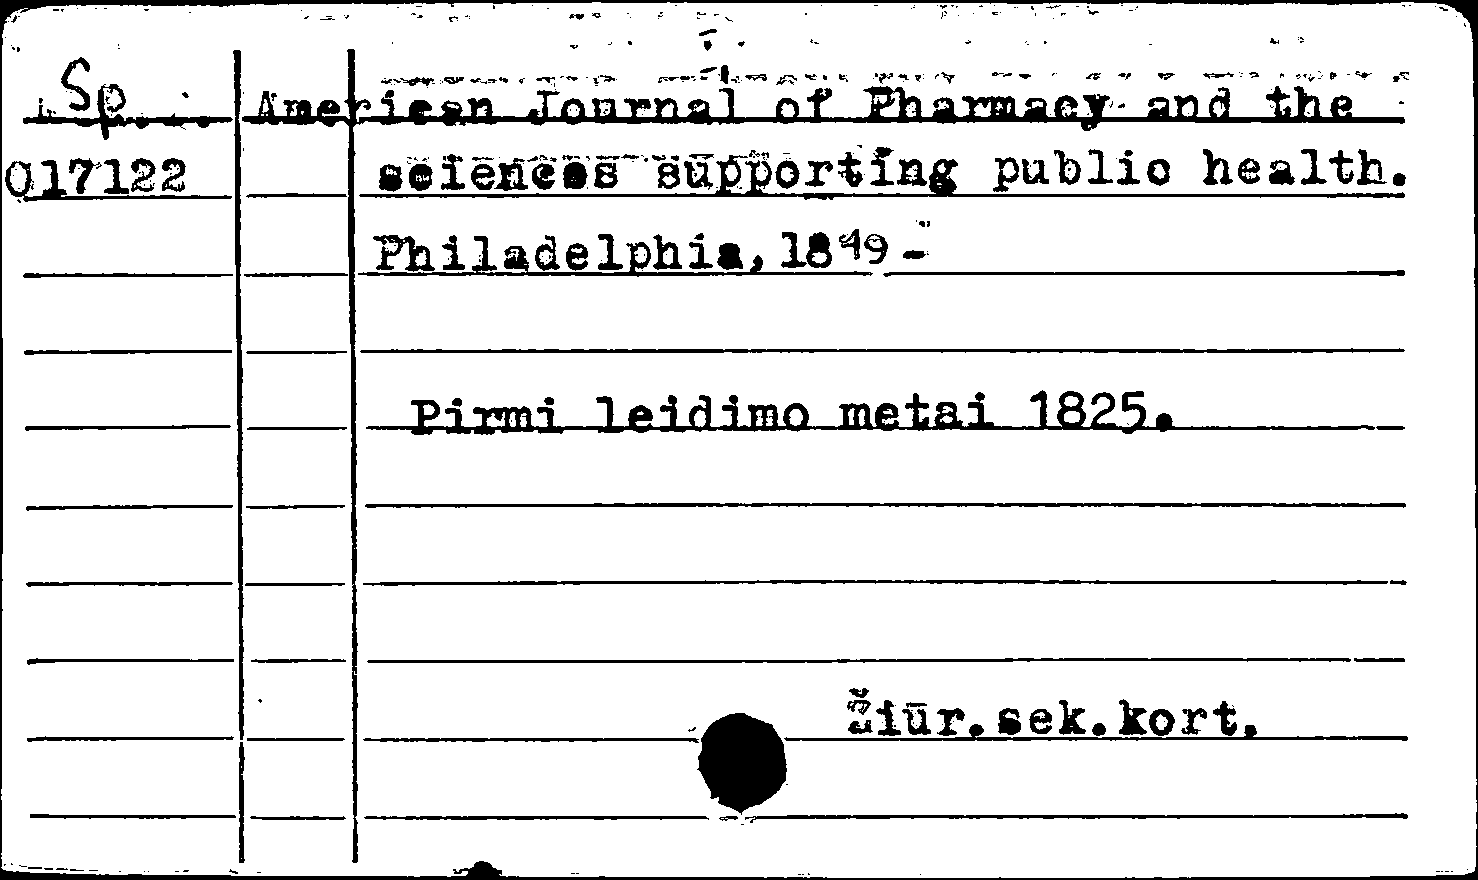 Sp. American Journal of Pharmacy and the
Q17122 sciences supporting public health.
Philadelphia, 1849 -
Pirmi leidimo metai 1825.
Žiūr.sek.kort.